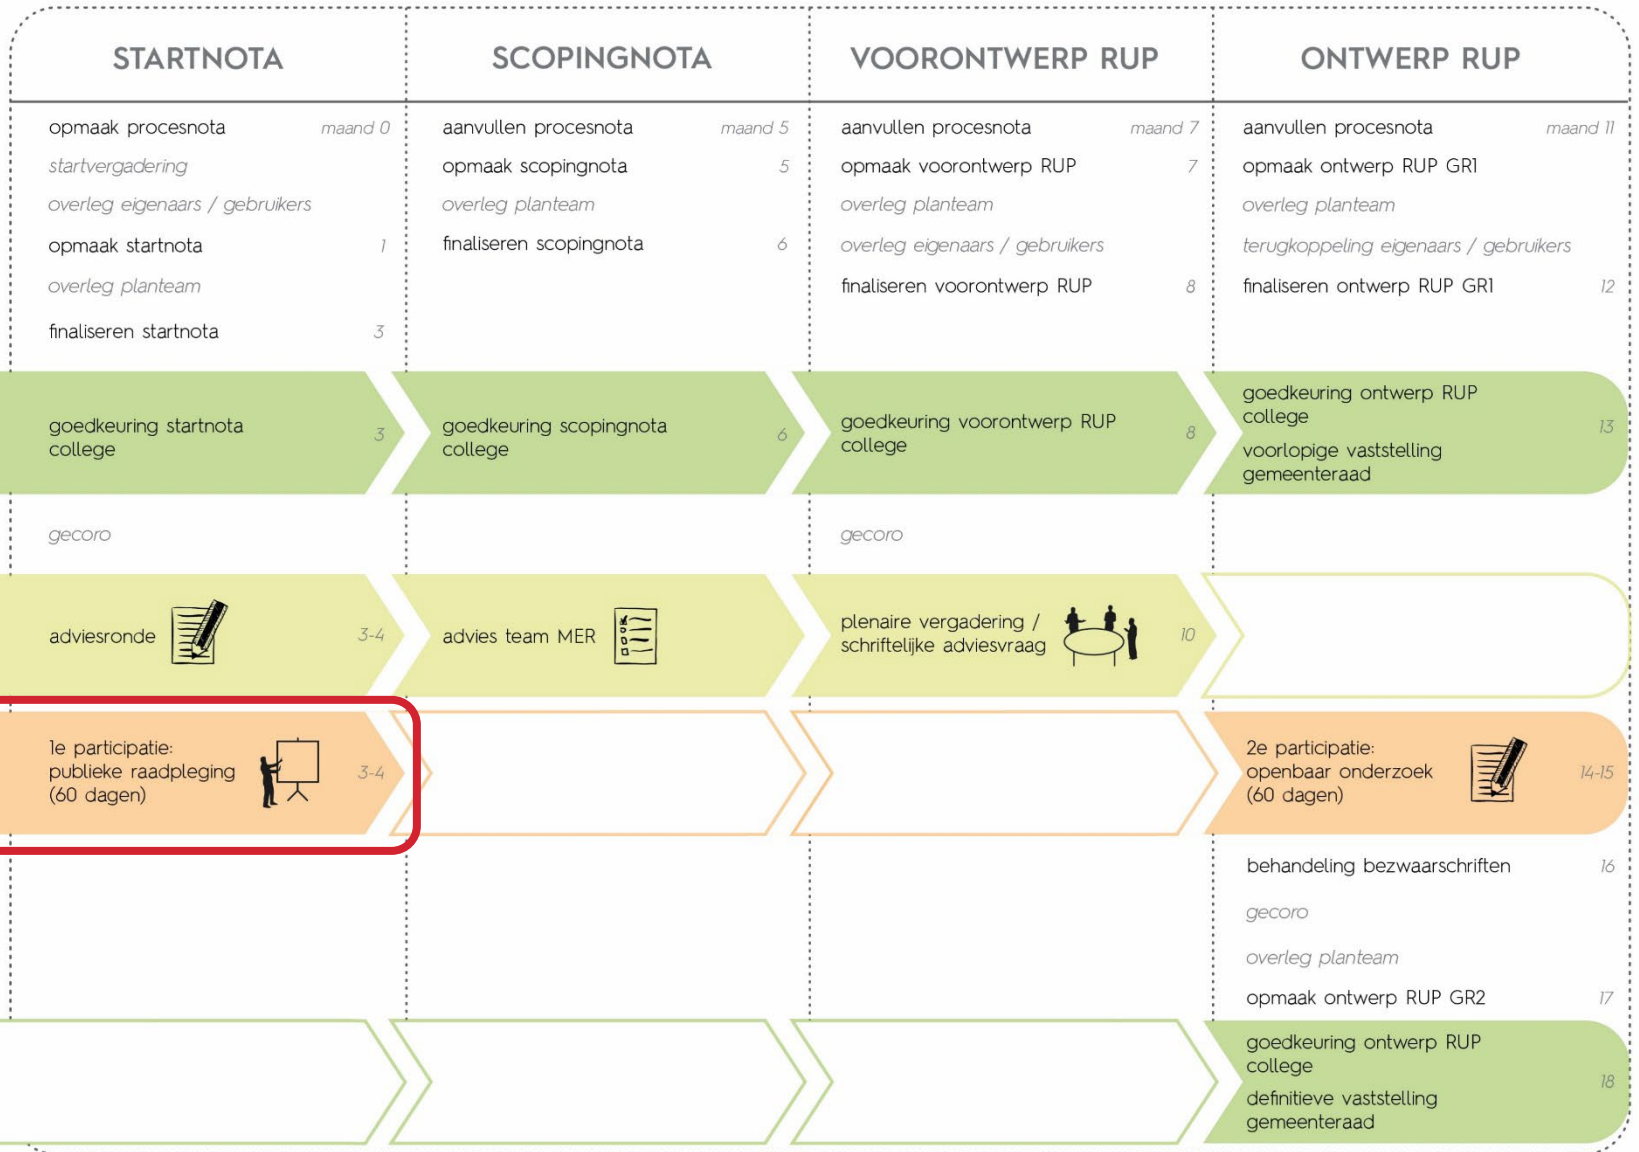 STARTNOTA
opmaak procesnota maand 0
startvergadering
overleg eigenaars / gebruikers
opmaak startnota 1
overleg planteam
finaliseren startnota 3
goedkeuring startnota
college 3
gecoro
adviesronde 3-4
1e participatie:
publieke raadpleging
(60 dagen) 3-4
SCOPINGNOTA
aanvullen procesnota maand 5
opmaak scopingnota 5
overleg planteam
finaliseren scopingnota 6
goedkeuring scopingnota
college 6
advies team MER
VOORONTWERP RUP
aanvullen procesnota maand 7
opmaak voorontwerp RUP 7
overleg planteam
overleg eigenaars / gebruikers
finaliseren voorontwerp RUP 8
goedkeuring voorontwerp RUP
college 8
gecoro
plenaire vergadering /
schriftelijke adviesvraag 10
ONTWERP RUP
aanvullen procesnota maand 11
opmaak ontwerp RUP GR1
overleg planteam
terugkoppeling eigenaars / gebruikers
finaliseren ontwerp RUP GR1 12
goedkeuring ontwerp RUP
college
voorlopige vaststelling
gemeenteraad
13
2e participatie:
openbaar onderzoek
(60 dagen)
14-15
behandeling bezwaarschriften 16
gecoro
overleg planteam
opmaak ontwerp RUP GR2 17
goedkeuring ontwerp RUP
college
definitieve vaststelling
gemeenteraad
18